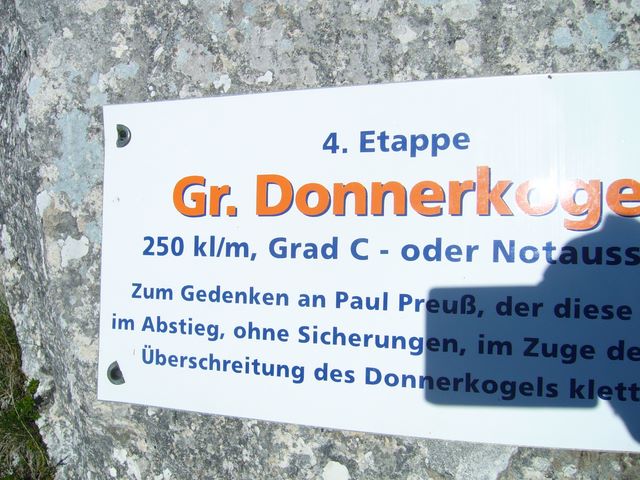 4. Etappe
Gr. Donnerkoge
250 kl/m, Grad C - oder Notauss
Zum Gedenken an Paul Preuß, der diese
im Abstieg, ohne Sicherungen, im Zuge de
Überschreitung des Donnerkogels klett